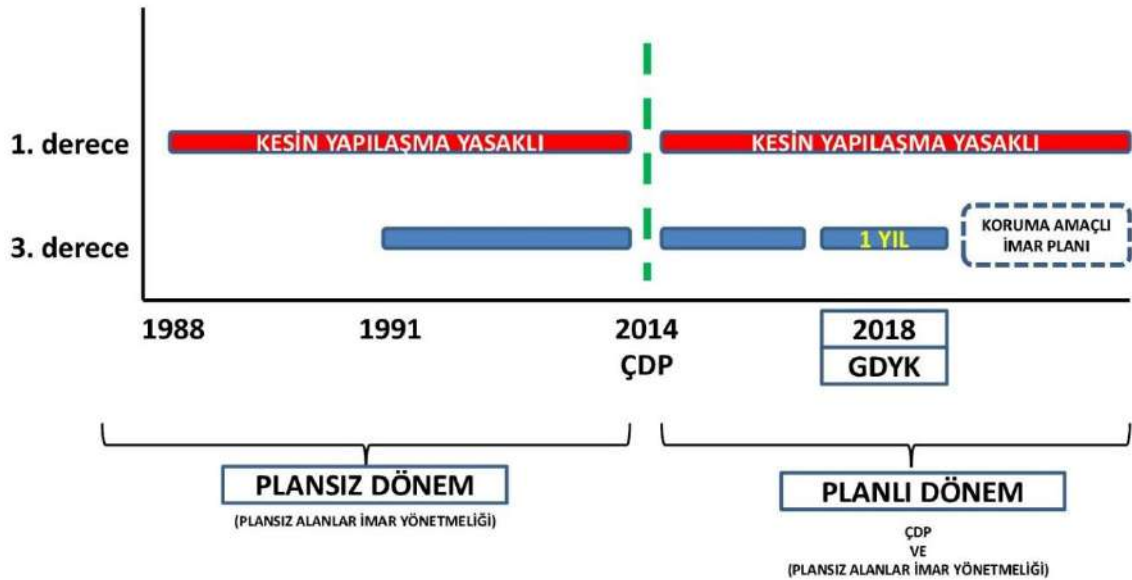 1. derece
KESİN YAPILAŞMA YASAKLI
KESİN YAPILAŞMA YASAKLI
3. derece
1 YIL
KORUMA AMAÇLI
İMAR PLANI
1988
1991
2014
ÇDP
2018
GDYK
PLANSIZ DÖNEM
(PLANSIZ ALANLAR İMAR YÖNETMELİĞİ)
PLANLI DÖNEM
ÇDP
VE
(PLANSIZ ALANLAR İMAR YÖNETMELİĞİ)